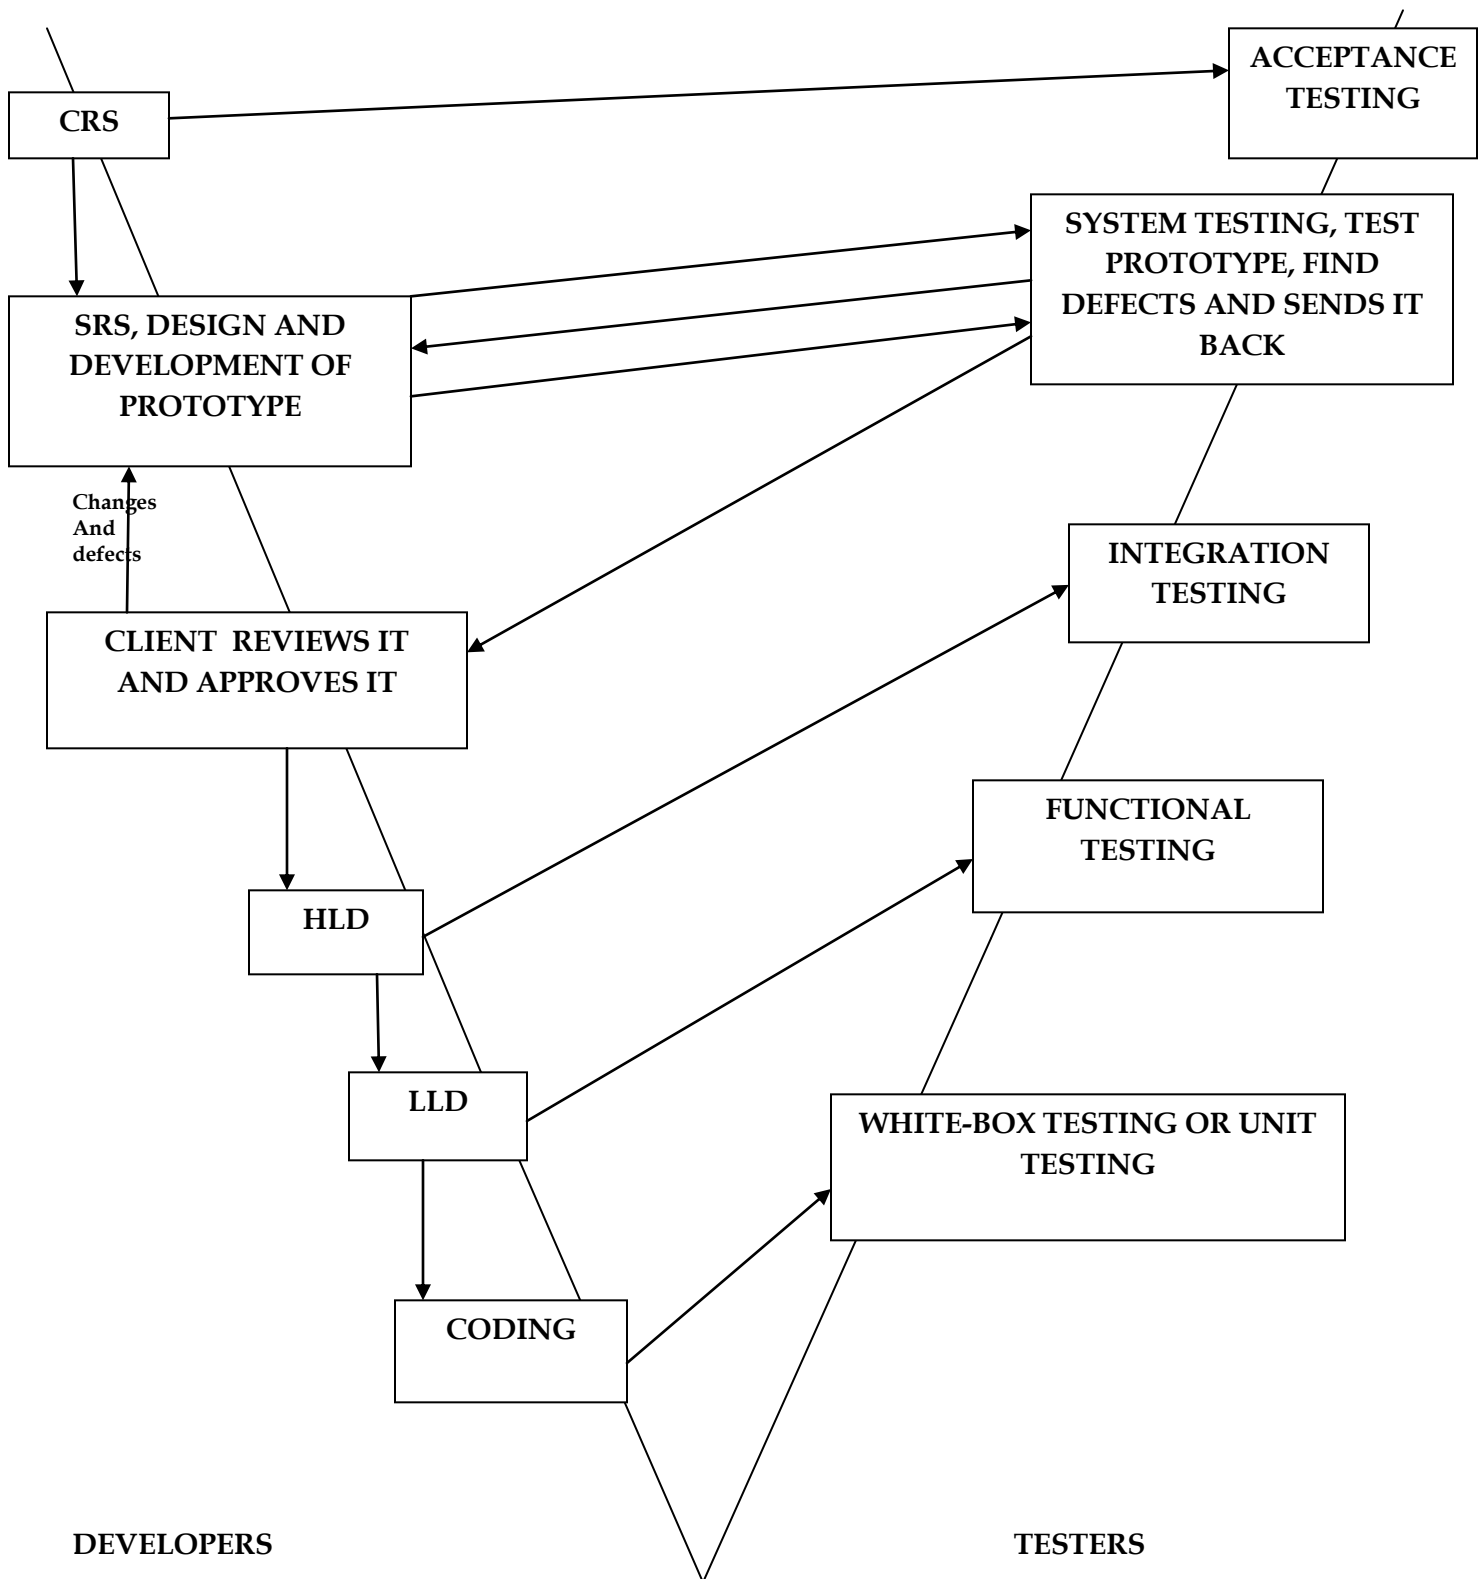 ACCEPTANCE
TESTING
CRS
SYSTEM TESTING, TEST
PROTOTYPE, FIND
DEFECTS AND SENDS IT
BACK
SRS, DESIGN AND
DEVELOPMENT OF
PROTOTYPE
Changes
And
defects
INTEGRATION
TESTING
CLIENT REVIEWS IT
AND APPROVES IT
FUNCTIONAL
TESTING
HLD
LLD
WHITE-BOX TESTING OR UNIT
TESTING
CODING
DEVELOPERS
TESTERS